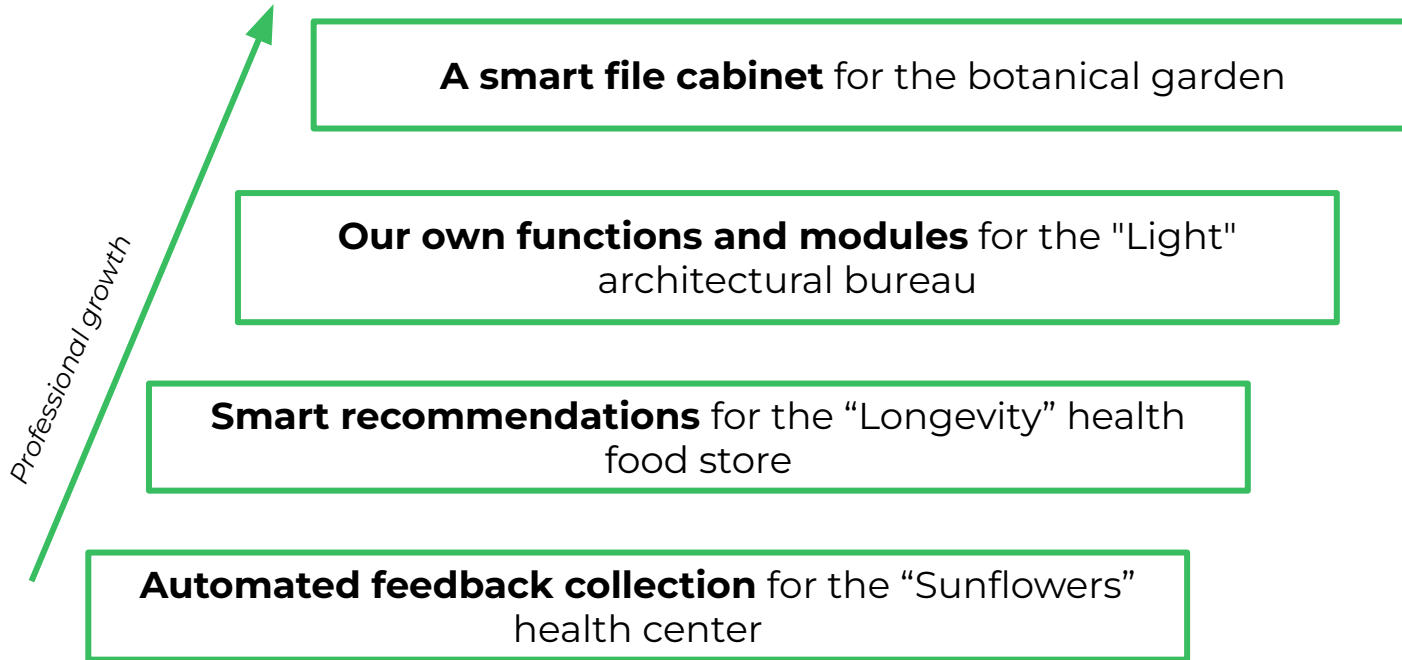 A smart file cabinet for the botanical garden
Our own functions and modules for the "Light"
architectural bureau
Professional growth
Smart recommendations for the “Longevity” health
food store
Automated feedback collection for the “Sunflowers”
health center